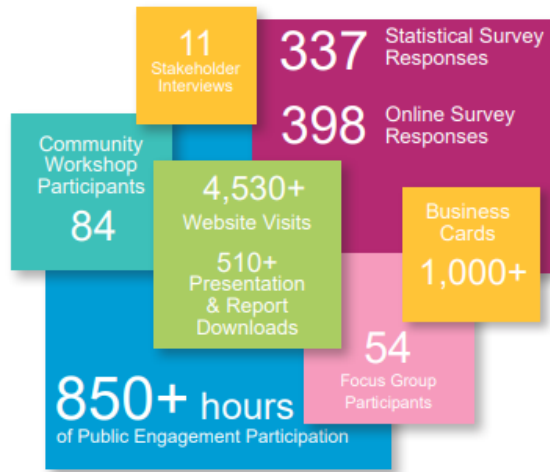 11
Stakeholder
Interviews
337
Statistical Survey
Responses
398
Online Survey
Responses
Community
Workshop
Participants
84
4,530+
Website Visits
510+
Presentation
& Report
Downloads
Business
Cards
1,000+
54
Focus Group
Participants
850+ hours
of Public Engagement Participation